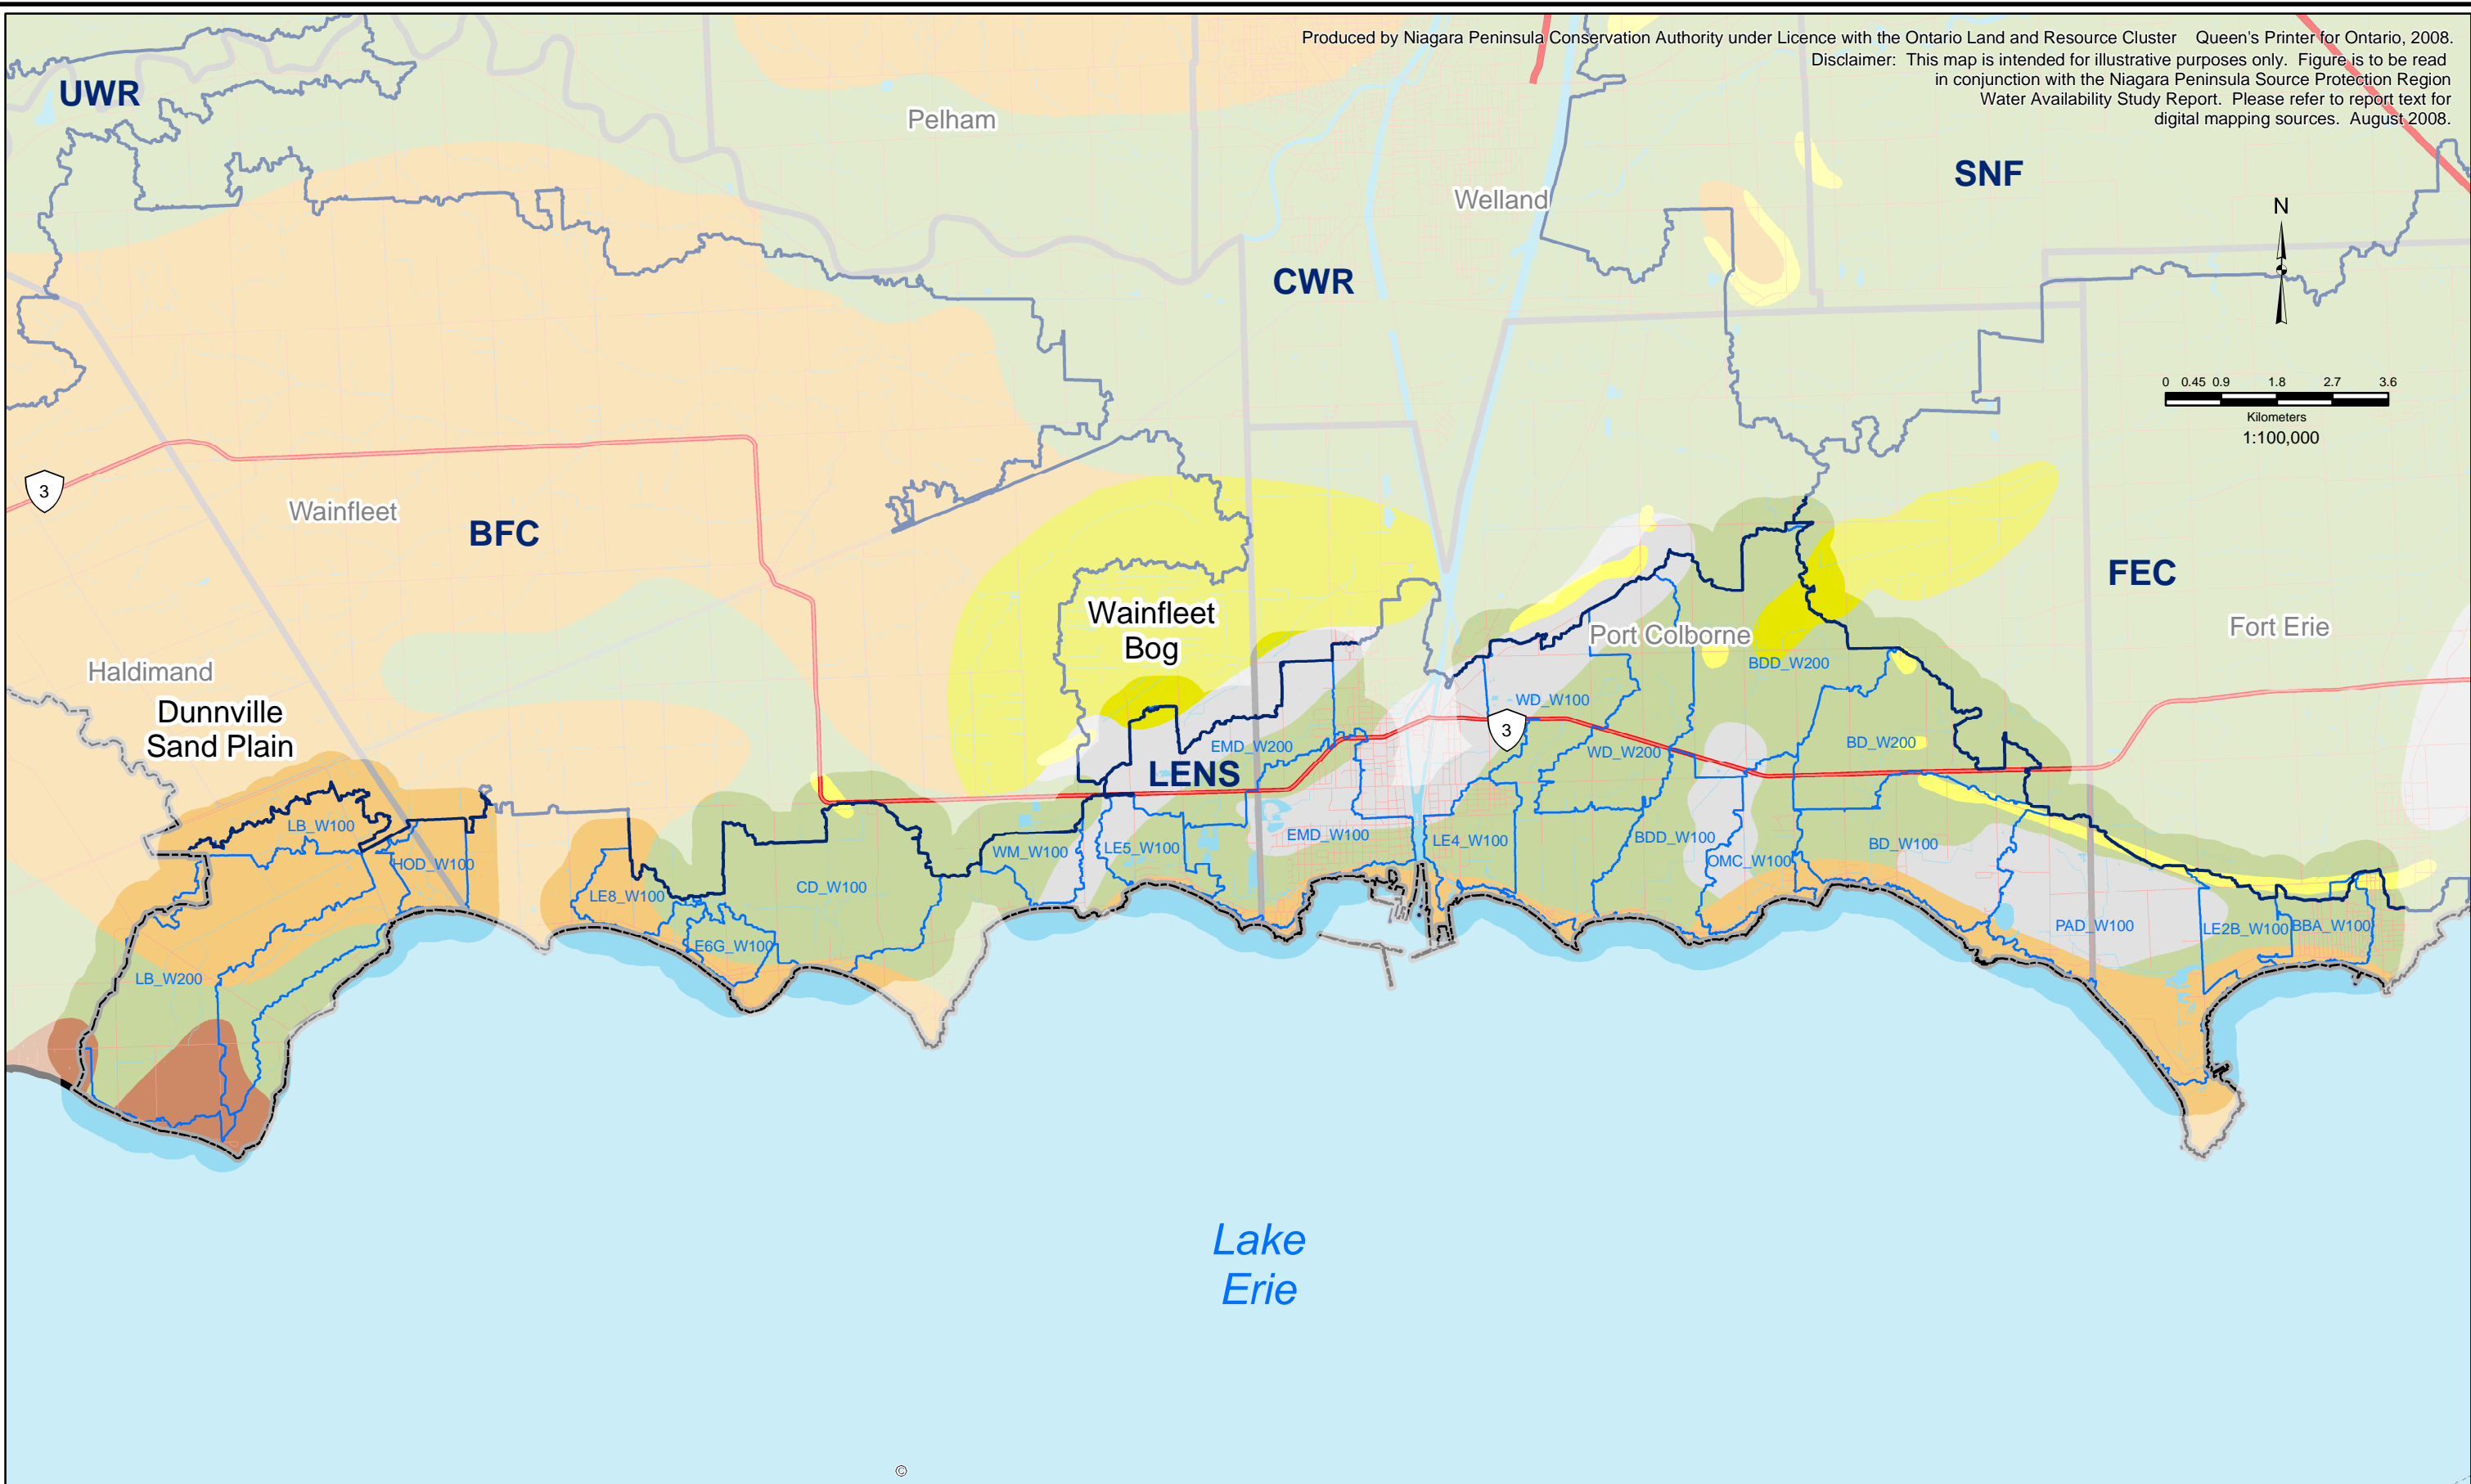 Produced by Niagara Peninsula Conservation Authority under Licence with the Ontario Land and Resource Cluster Queen's Printer for Ontario, 2008.
Disclaimer: This map is intended for illustrative purposes only. Figure is to be read
in conjunction with the Niagara Peninsula Source Protection Region
Water Availability Study Report. Please refer to report text for
digital mapping sources. August 2008.
UWR
Pelham
SNF
Welland
N
CWR
0 0.45 0.9 1.8 2.7 3.6
Kilometers
1:100,000
3
Wainfleet
BFC
FEC
Wainfleet
Bog
Port Colborne
Fort Erie
Haldimand
BDD_W200
Dunnville
Sand Plain
WD_W100
3
EMD_W200
WD_W200
BD_W200
LENS
LB_W100
HOD_W100
WM_W100
LE5_W100
EMD_W100
LE4_W100
BDD_W100
OMC_W100
BD_W100
LE8_W100
CD_W100
E6G_W100
PAD_W100
LE2B_W100
BBA_W100
LB_W200
Lake
Erie
©